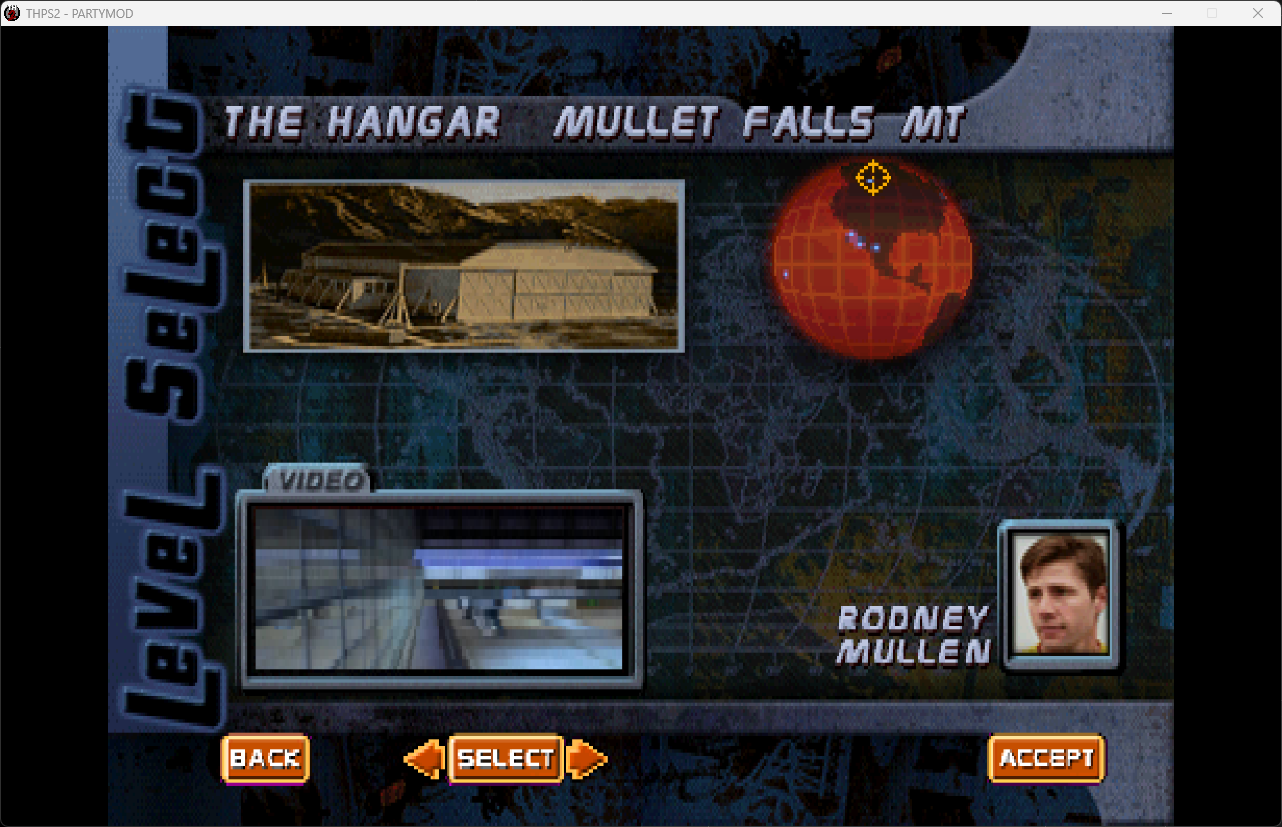 THPS2 - PARTYMOD
Level Select
THE HANGAR MULLET FALLS MT
VIDEO
RODNEY
MULLEN
BACK
SELECT
ACCEPT